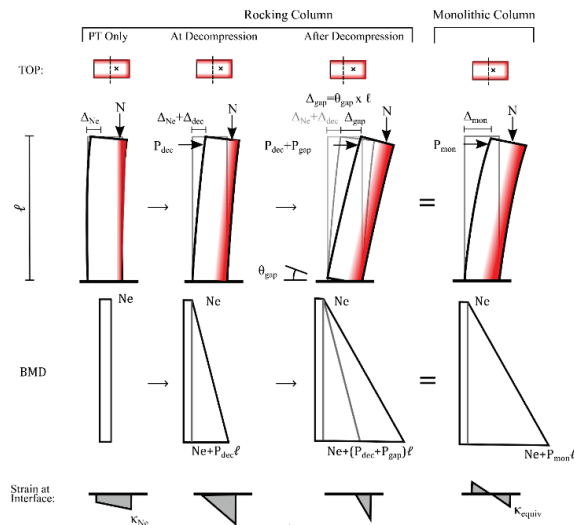 Rocking Column
Monolithic Column
PT Only
At Decompression
After Decompression
TOP:
Δgap=θgap x ℓ
ΔNe
N
ΔNe+Δdec
N
ΔNe+Δdec
Δgap
N
Δmon
N
Pdec
Pdec+Pgap
Pmon
ℓ
→
→
=
θgap
Ne
Ne
Ne
Ne
BMD
→
→
=
Ne+Pdecℓ
Ne+(Pdec+Pgap)ℓ
Ne+Pmonℓ
Strain at
Interface:
κNe
κequiv